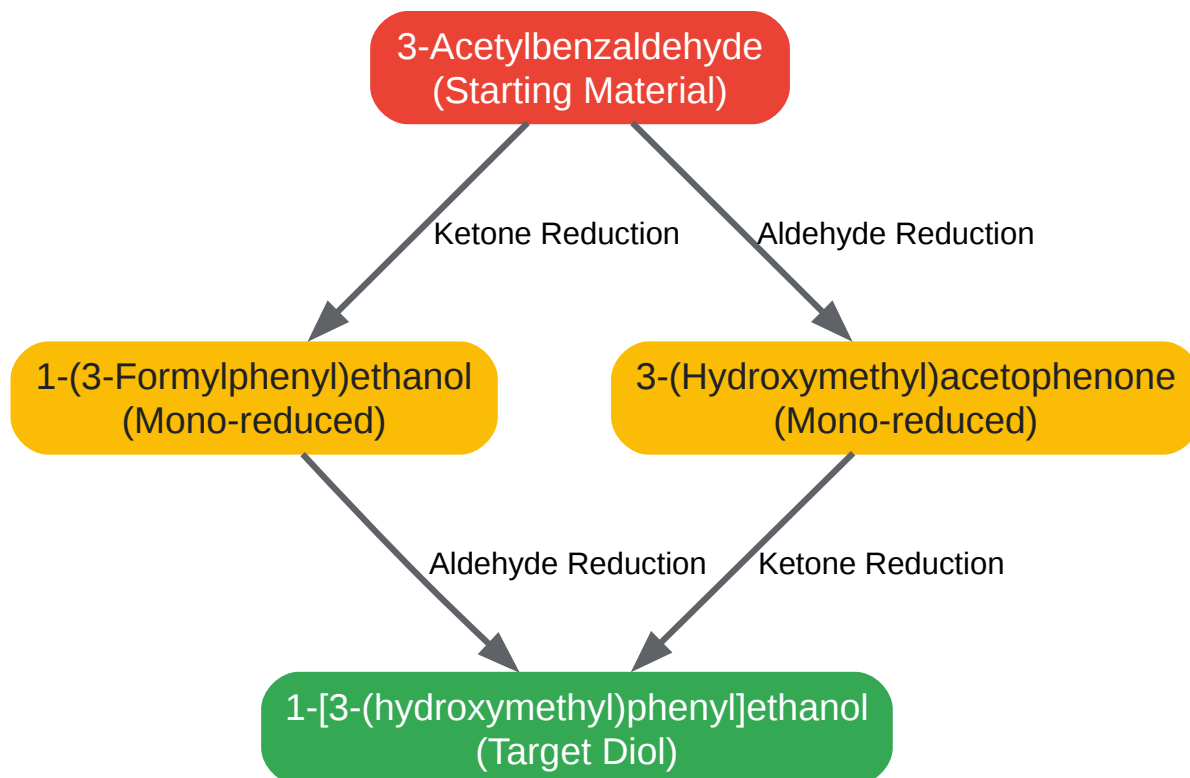 3-Acetylbenzaldehyde
(Starting Material)
Ketone Reduction
Aldehyde Reduction
1-(3-Formylphenyl)ethanol
(Mono-reduced)
3-(Hydroxymethyl)acetophenone
(Mono-reduced)
Aldehyde Reduction
Ketone Reduction
1-[3-(hydroxymethyl)phenyl]ethanol
(Target Diol)